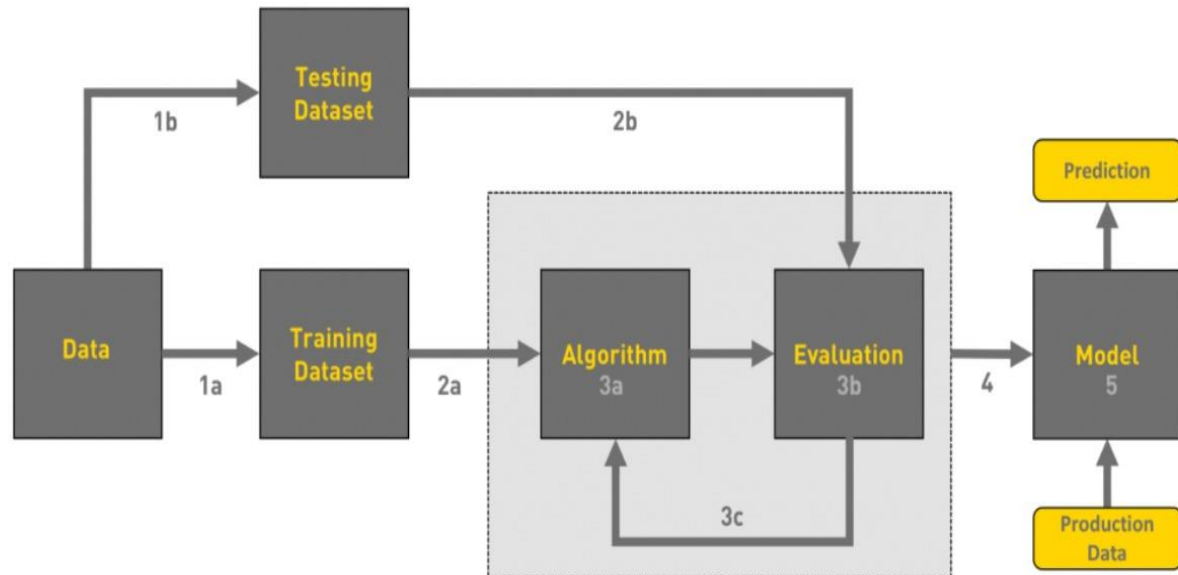 Testing
Dataset
1b
2b
Prediction
Data
Training
Dataset
Algorithm
3a
Evaluation
3b
Model
5
1a
2a
4
3c
Production
Data